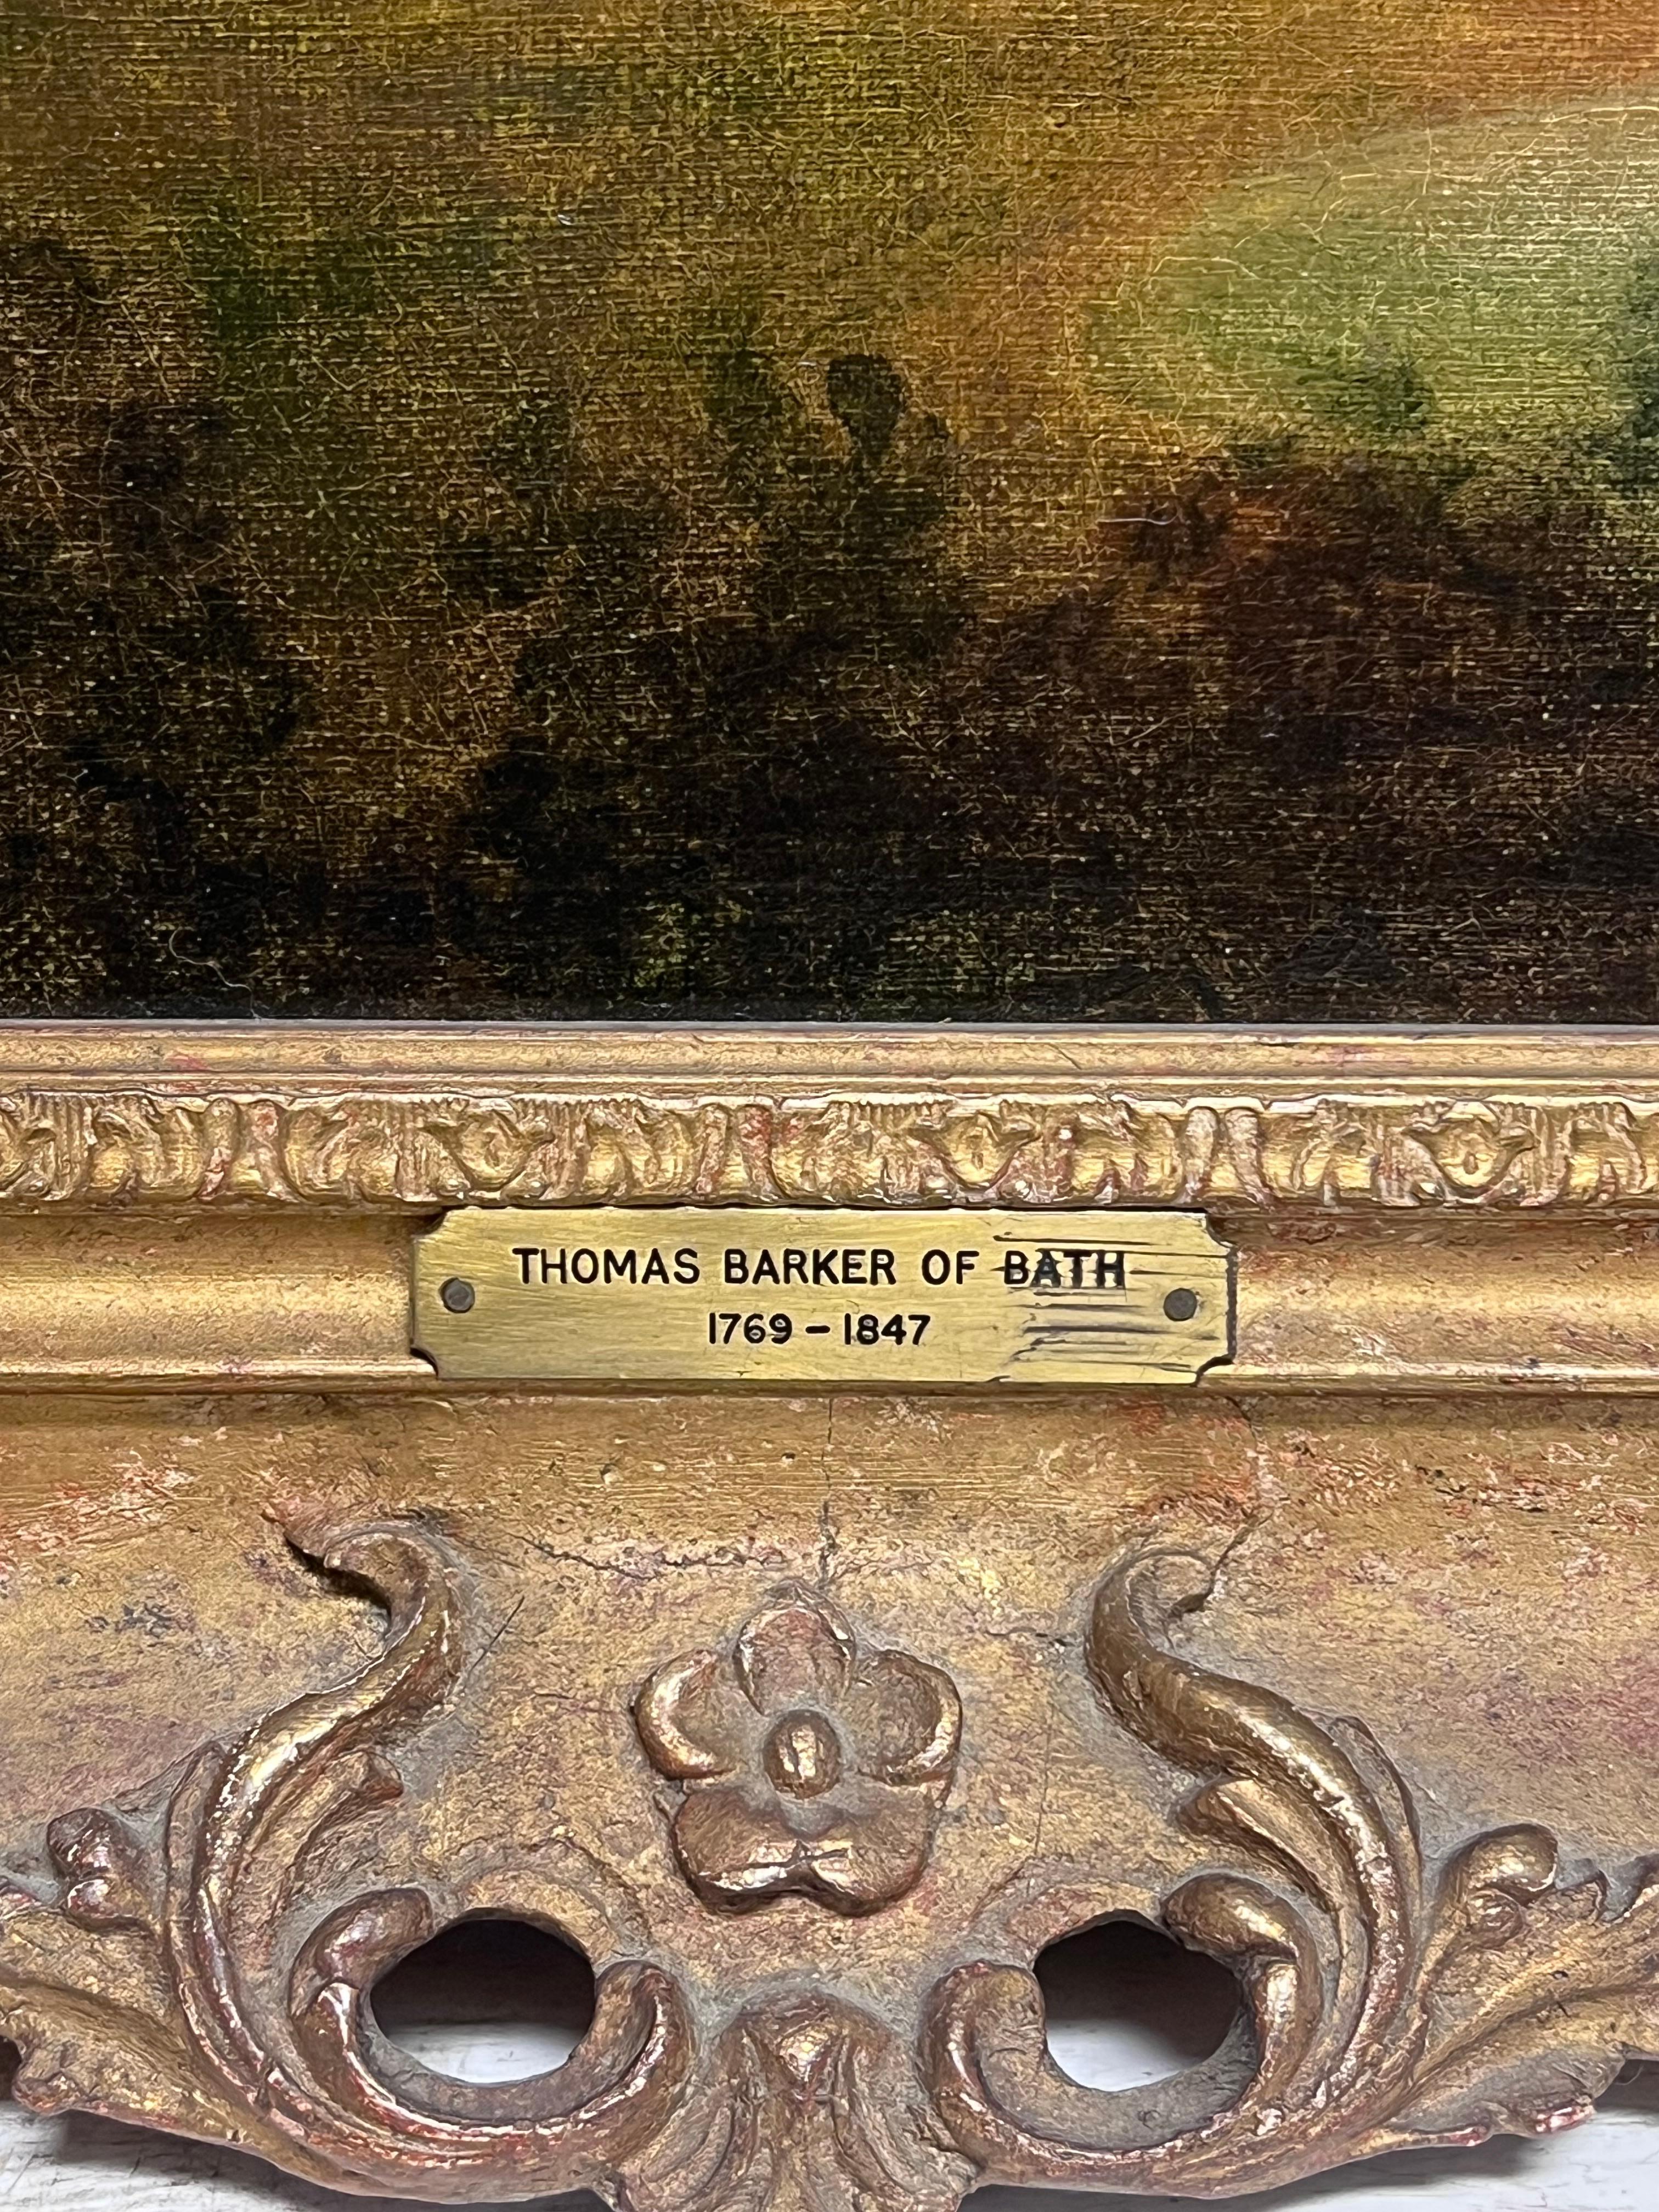 THOMAS BARKER OF BATH
1769 – 1847